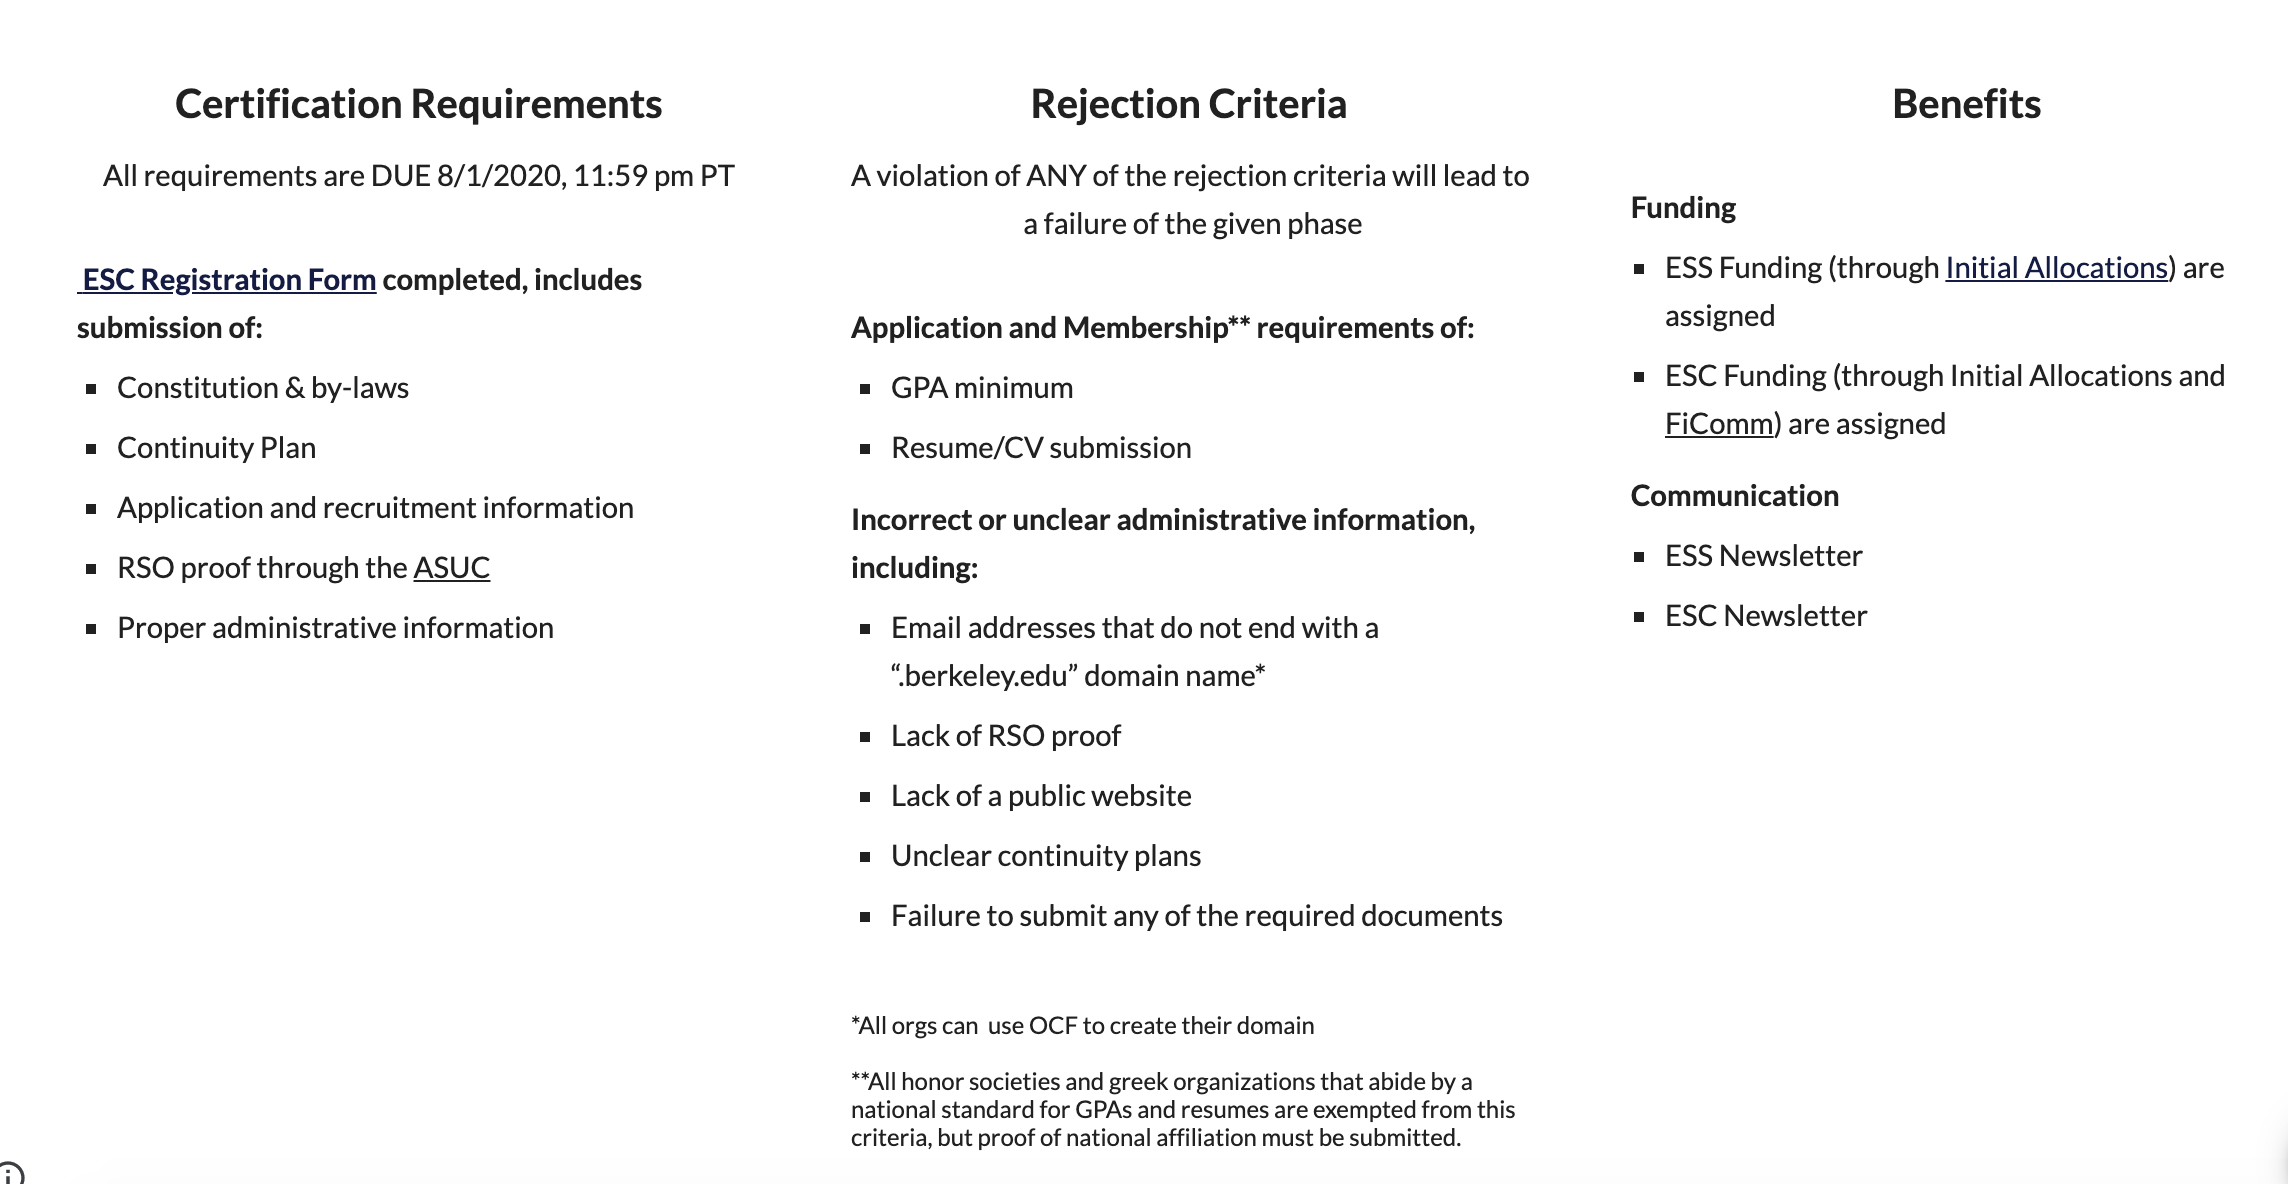 Certification Requirements
All requirements are DUE 8/1/2020, 11:59 pm PT
ESC Registration Form completed, includes
submission of:
▪ Constitution & by-laws
▪ Continuity Plan
▪ Application and recruitment information
▪ RSO proof through the ASUC
▪ Proper administrative information
Rejection Criteria
A violation of ANY of the rejection criteria will lead to
a failure of the given phase
Application and Membership** requirements of:
▪ GPA minimum
▪ Resume/CV submission
Incorrect or unclear administrative information,
including:
▪ Email addresses that do not end with a
“.berkeley.edu” domain name*
▪ Lack of RSO proof
▪ Lack of a public website
▪ Unclear continuity plans
▪ Failure to submit any of the required documents
*All orgs can  use OCF to create their domain
**All honor societies and greek organizations that abide by a
national standard for GPAs and resumes are exempted from this
criteria, but proof of national affiliation must be submitted.
Benefits
Funding
▪ ESS Funding (through Initial Allocations) are
assigned
▪ ESC Funding (through Initial Allocations and
FiComm) are assigned
Communication
▪ ESS Newsletter
▪ ESC Newsletter